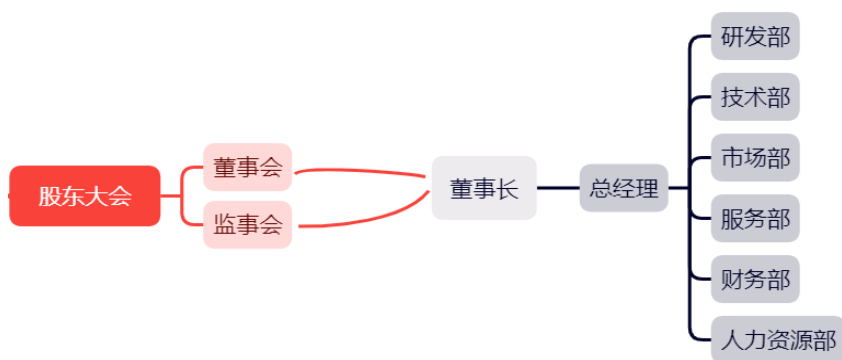 股东大会
董事会
监事会
董事长
总经理
研发部
技术部
市场部
服务部
财务部
人力资源部